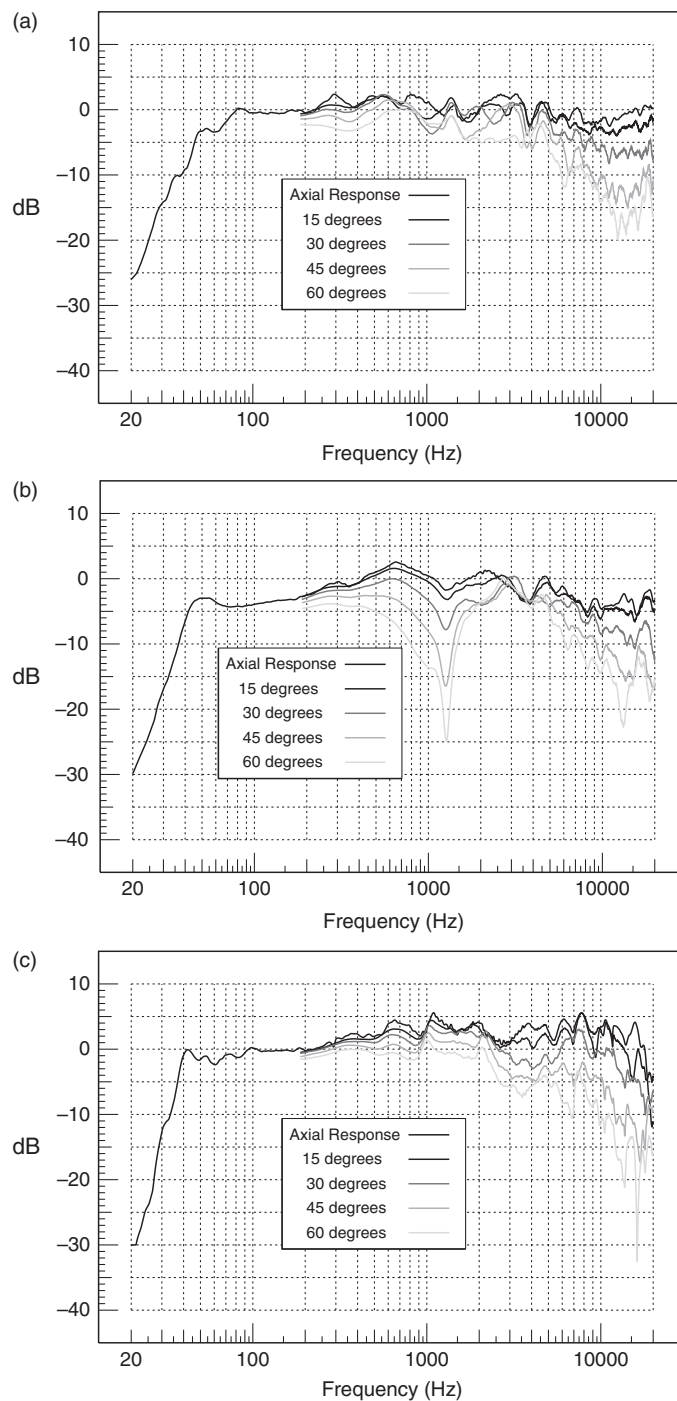 (a)
10
0
−10
−20
−30
−40
dB
Axial Response
15 degrees
30 degrees
45 degrees
60 degrees
20
100
1000
10000
Frequency (Hz)
(b)
10
0
−10
−20
−30
−40
dB
Axial Response
15 degrees
30 degrees
45 degrees
60 degrees
20
100
1000
10000
Frequency (Hz)
(c)
10
0
−10
−20
−30
−40
dB
Axial Response
15 degrees
30 degrees
45 degrees
60 degrees
20
100
1000
10000
Frequency (Hz)